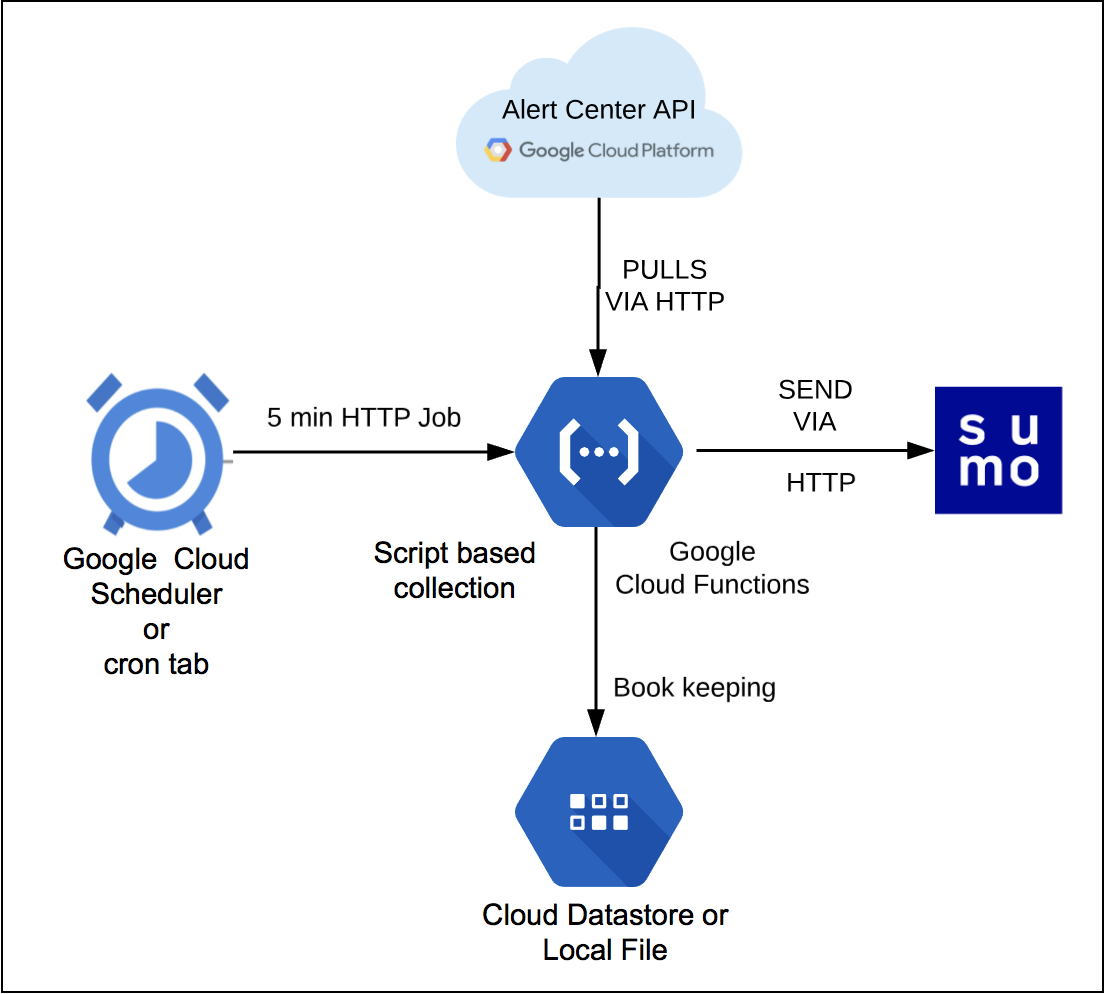 Alert Center API
Google Cloud Platform
PULLS
VIA HTTP
5 min HTTP Job
SEND
VIA
HTTP
su
mo
Google  Cloud
Scheduler
or
cron tab
Script based
collection
Google
Cloud Functions
Book keeping
Cloud Datastore or
Local File